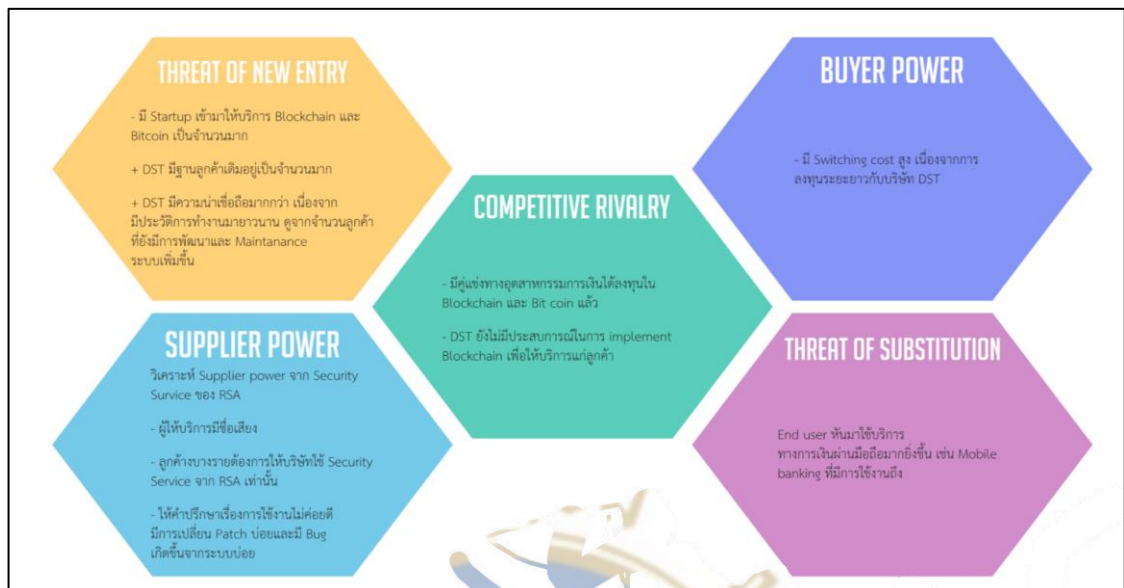 THREAT OF NEW ENTRY
- มี Startup เข้ามาให้บริการ Blockchain และ
Bitcoin เป็นจำนวนมาก
+ DST มีฐานลูกค้าเดิมอยู่เป็นจำนวนมาก
+ DST มีความน่าเชื่อถือมากกว่า เนื่องจาก
มีประวัติการทำงานมายาวนาน ดูจากจำนวนลูกค้า
ที่ยังมีการพัฒนาและ Maintanance
ระบบเพิ่มขึ้น
BUYER POWER
- มี Switching cost สูง เนื่องจากการ
ลงทุนระยะยาวกับบริษัท DST
COMPETITIVE RIVALRY
- มีคู่แข่งทางอุตสาหกรรมการเงินได้ลงทุนใน
Blockchain และ Bit coin แล้ว
- DST ยังไม่มีประสบการณ์ในการ implement
Blockchain เพื่อให้บริการแก่ลูกค้า
SUPPLIER POWER
วิเคราะห์ Supplier power จาก Security
Survice ของ RSA
- ผู้ให้บริการมีชื่อเสียง
- ลูกค้างบางรายต้องการให้บริษัทใช้ Security
Service จาก RSA เท่านั้น
- ให้คำปรึกษาเรื่องการใช้งานไม่ค่อยดี
มีการเปลี่ยน Patch บ่อยและมี Bug
เกิดขึ้นจากระบบบ่อย
THREAT OF SUBSTITUTION
End user หันมาใช้บริการ
ทางการเงินผ่านมือถือมากยิ่งขึ้น เช่น Mobile
banking ที่มีการใช้งานถึง